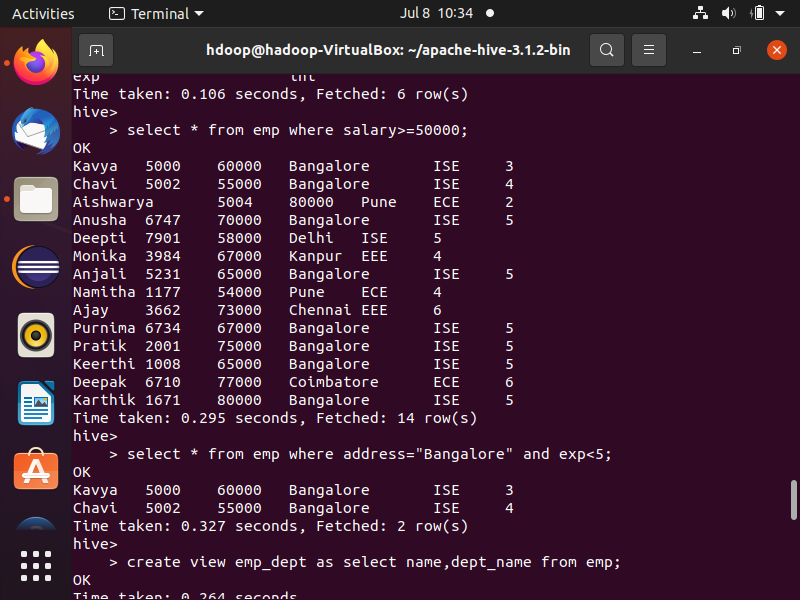 Activities Terminal Jul 8 10:34
hdoop@hadoop-VirtualBox: ~/apache-hive-3.1.2-bin
exp int
Time taken: 0.106 seconds, Fetched: 6 row(s)
hive>
    > select * from emp where salary>=50000;
OK
Kavya 5000 60000 Bangalore ISE 3
Chavi 5002 55000 Bangalore ISE 4
Aishwarya 5004 80000 Pune ECE 2
Anusha 6747 70000 Bangalore ISE 5
Deepti 7901 58000 Delhi ISE 5
Monika 3984 67000 Kanpur EEE 4
Anjali 5231 65000 Bangalore ISE 5
Namitha 1177 54000 Pune ECE 4
Ajay 3662 73000 Chennai EEE 6
Purnima 6734 67000 Bangalore ISE 5
Pratik 2001 75000 Bangalore ISE 5
Keerthi 1008 65000 Bangalore ISE 5
Deepak 6710 77000 Coimbatore ECE 6
Karthik 1671 80000 Bangalore ISE 5
Time taken: 0.295 seconds, Fetched: 14 row(s)
hive>
    > select * from emp where address="Bangalore" and exp<5;
OK
Kavya 5000 60000 Bangalore ISE 3
Chavi 5002 55000 Bangalore ISE 4
Time taken: 0.327 seconds, Fetched: 2 row(s)
hive>
    > create view emp_dept as select name,dept_name from emp;
OK
Time taken: 0.264 seconds